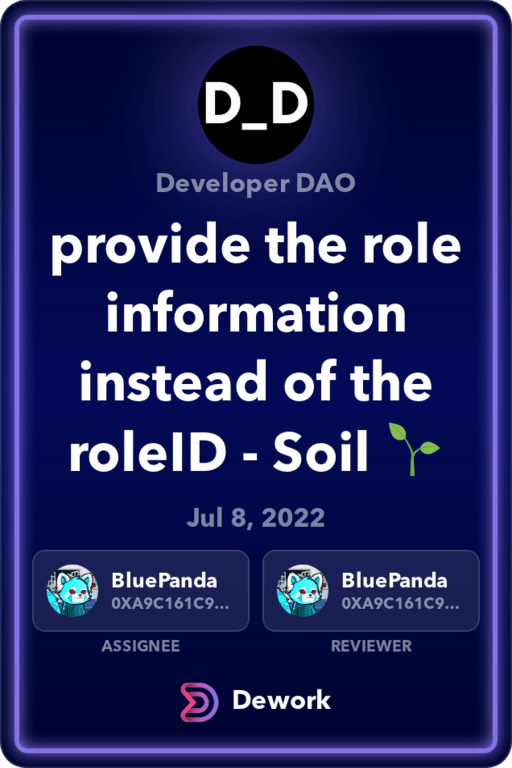 D_D
Developer DAO
provide the role
information
instead of the
roleID - Soil 🌱
Jul 8, 2022
BluePanda
0XA9C161C9...
ASSIGNEE
BluePanda
0XA9C161C9...
REVIEWER
Dework